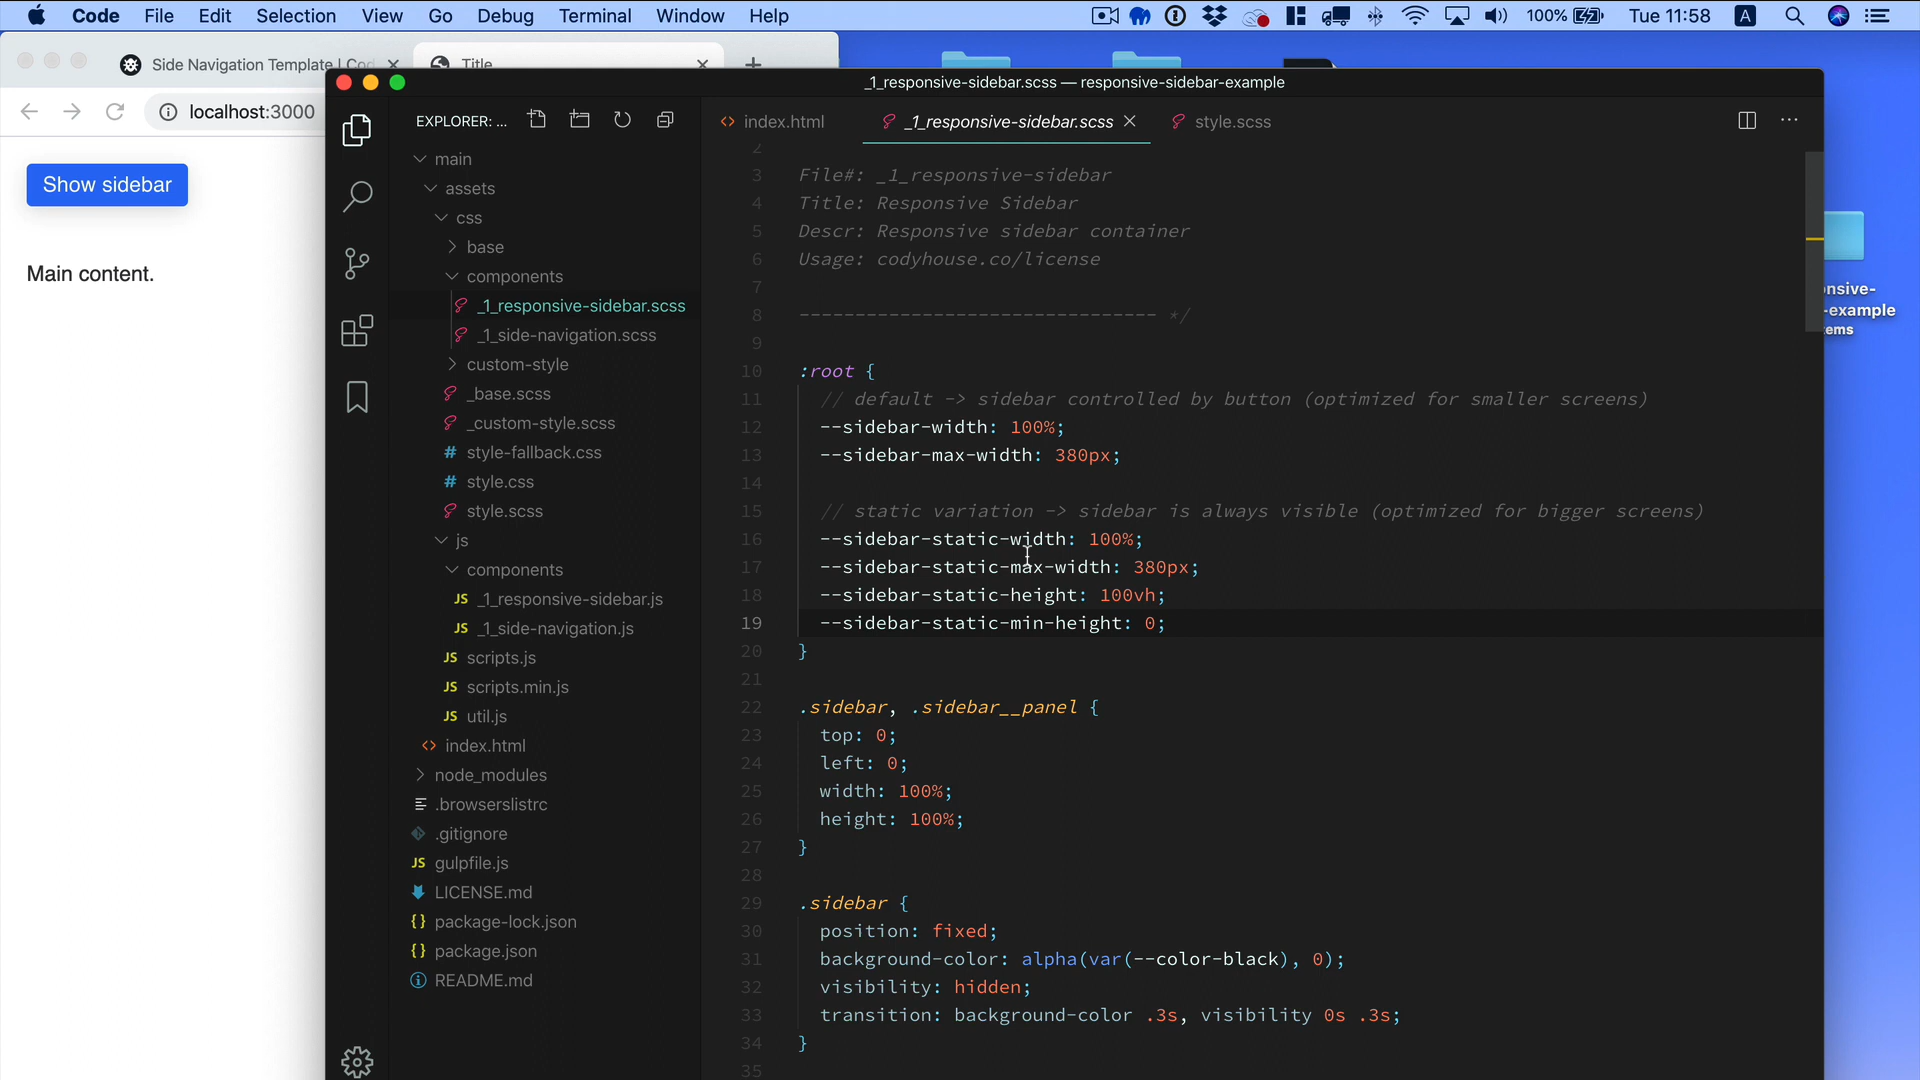 Code File Edit Selection View Go Debug Terminal Window Help 100% Tue 11:58 A
Side Navigation Template | Cod
Title
localhost:3000
Show sidebar
Main content.
_1_responsive-sidebar.scss — responsive-sidebar-example
EXPLORER: ...
main
assets
css
base
components
_1_responsive-sidebar.scss
_1_side-navigation.scss
custom-style
_base.scss
_custom-style.scss
# style-fallback.css
# style.css
style.scss
js
components
JS _1_responsive-sidebar.js
JS _1_side-navigation.js
JS scripts.js
JS scripts.min.js
JS util.js
<> index.html
node_modules
.browserslistrc
.gitignore
JS gulpfile.js
LICENSE.md
{} package-lock.json
{} package.json
README.md
<> index.html
_1_responsive-sidebar.scss
style.scss
2
3 File#: _1_responsive-sidebar
4 Title: Responsive Sidebar
5 Descr: Responsive sidebar container
6 Usage: codyhouse.co/license
7
8 -------------------------------- */
9
10 :root {
11 // default -> sidebar controlled by button (optimized for smaller screens)
12 --sidebar-width: 100%;
13 --sidebar-max-width: 380px;
14
15 // static variation -> sidebar is always visible (optimized for bigger screens)
16 --sidebar-static-width: 100%;
17 --sidebar-static-max-width: 380px;
18 --sidebar-static-height: 100vh;
19 --sidebar-static-min-height: 0;
20 }
21
22 .sidebar, .sidebar__panel {
23 top: 0;
24 left: 0;
25 width: 100%;
26 height: 100%;
27 }
28
29 .sidebar {
30 position: fixed;
31 background-color: alpha(var(--color-black), 0);
32 visibility: hidden;
33 transition: background-color .3s, visibility 0s .3s;
34 }
35
nsive-
-example
ems